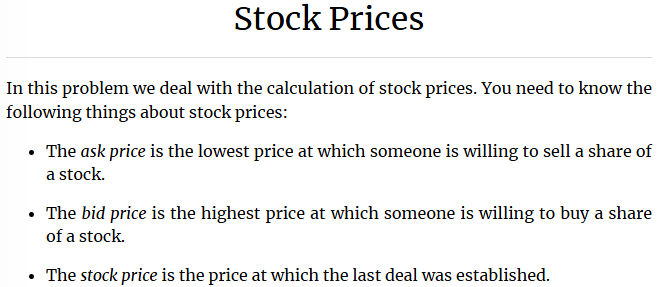 Stock Prices
In this problem we deal with the calculation of stock prices. You need to know the
following things about stock prices:
• The ask price is the lowest price at which someone is willing to sell a share of
a stock.
• The bid price is the highest price at which someone is willing to buy a share
of a stock.
• The stock price is the price at which the last deal was established.